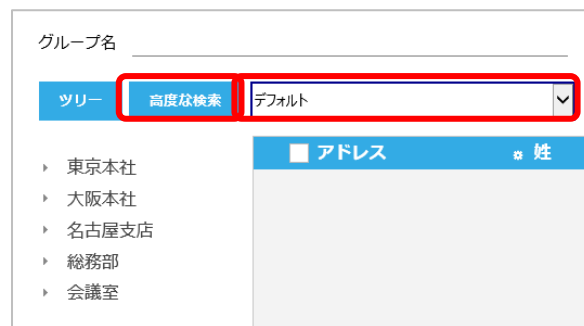 グループ名
ツリー 高度な検索 デフォルト
アドレス 姓
東京本社
大阪本社
名古屋支店
総務部
会議室